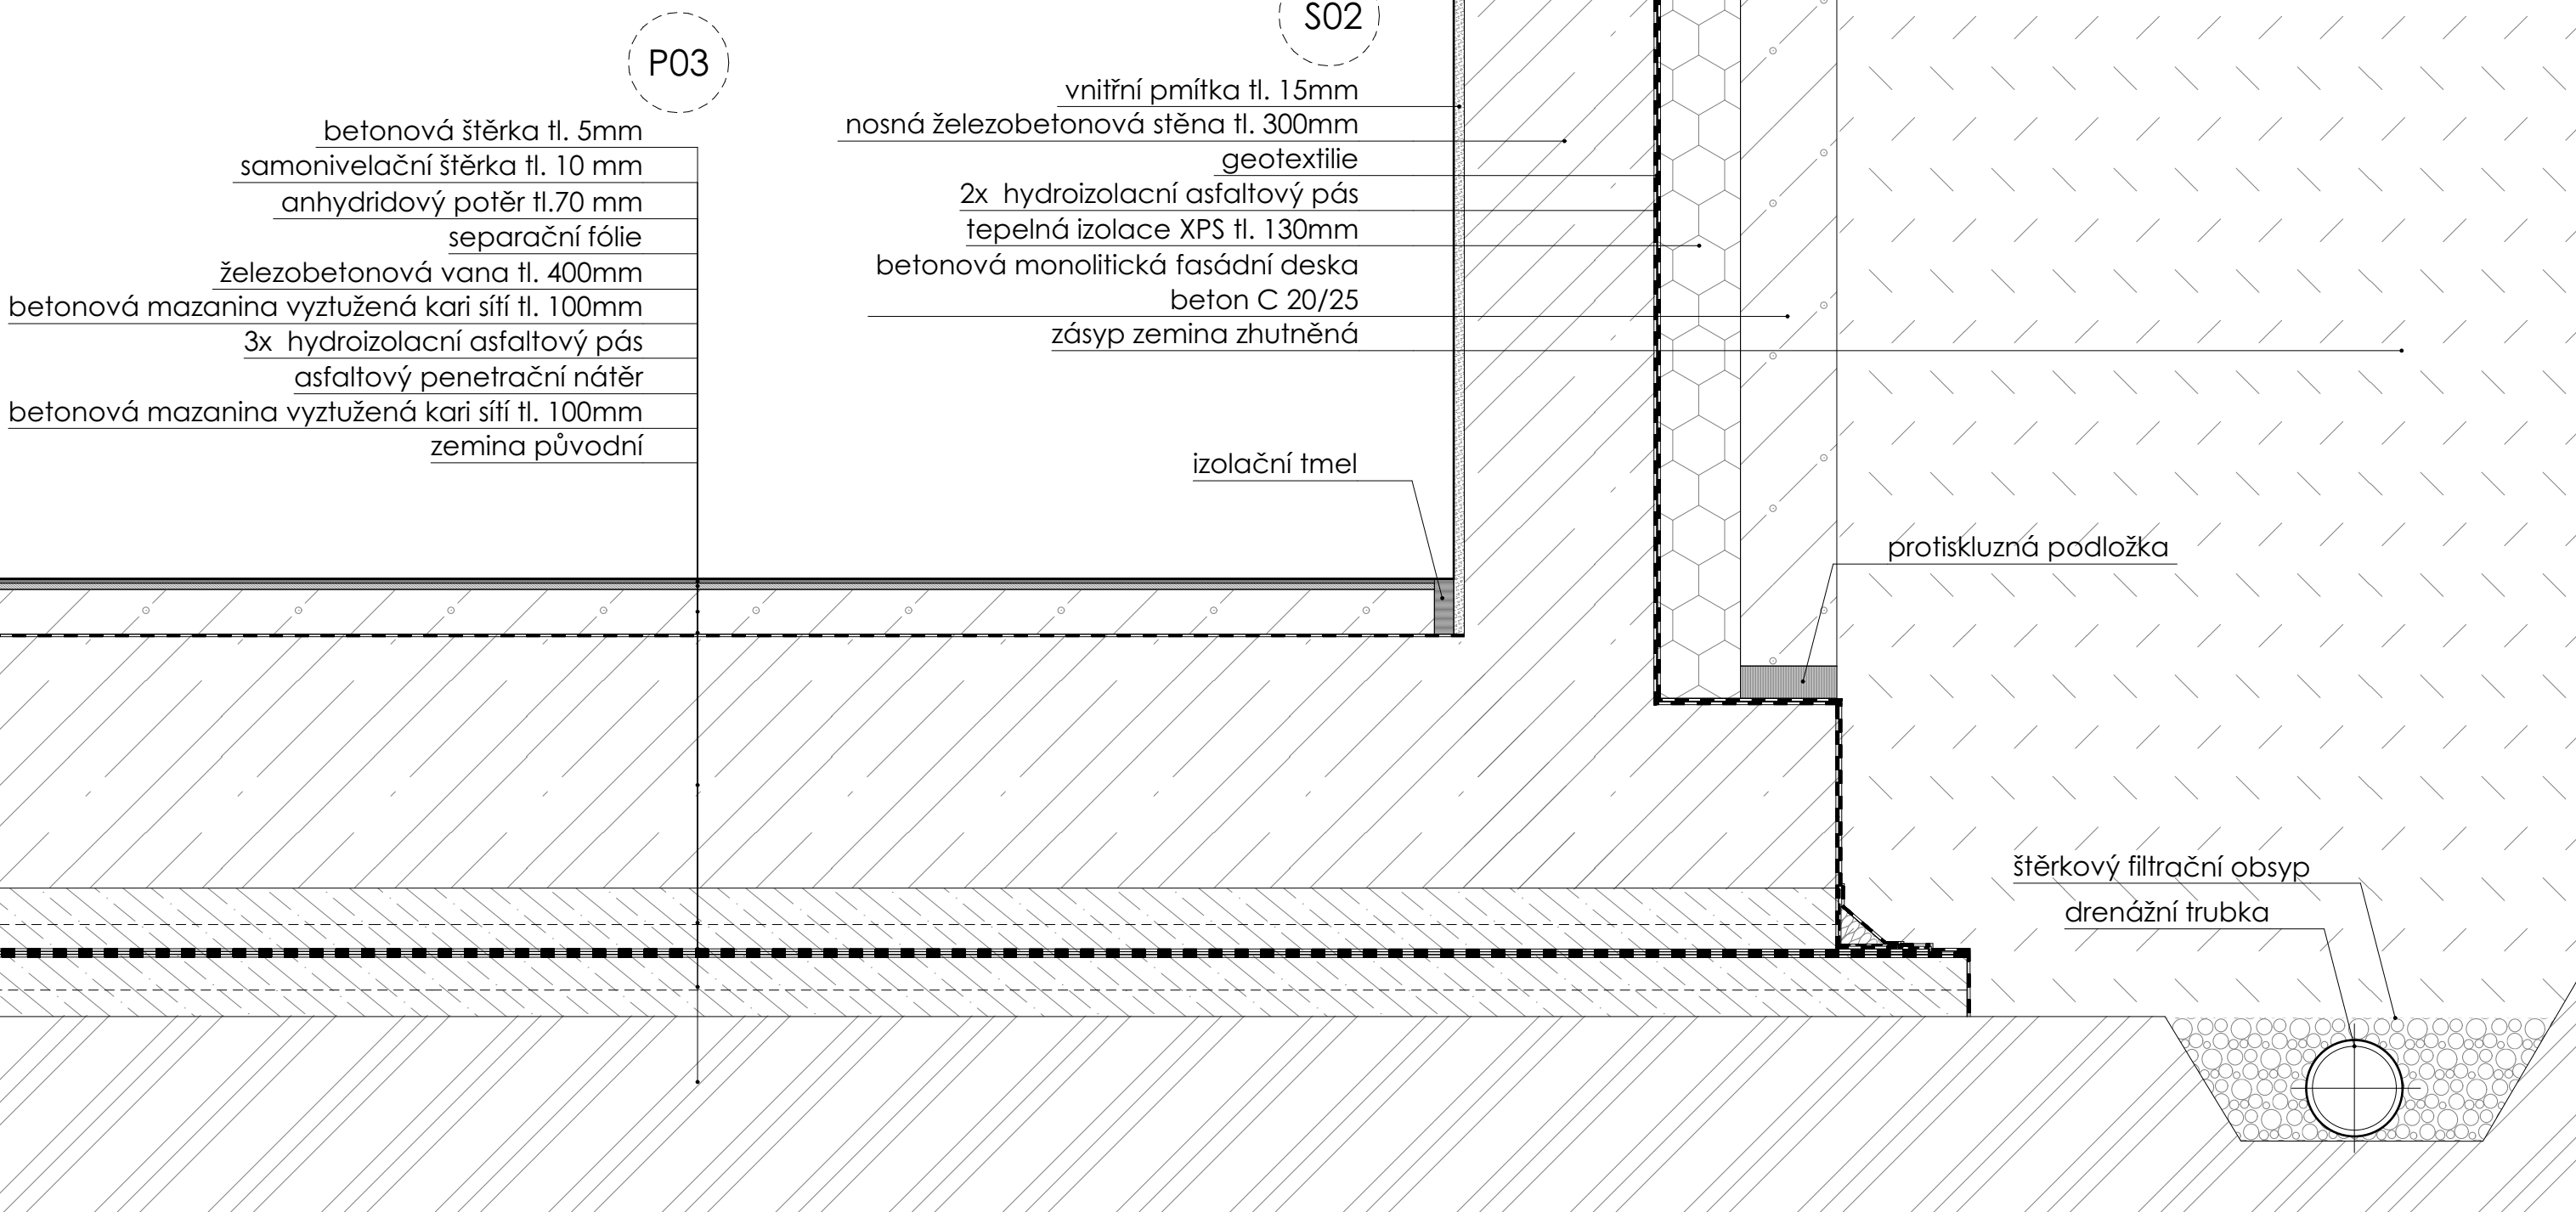 P03
betonová štěrka tl. 5mm
samonivelační štěrka tl. 10 mm
anhydridový potěr tl.70 mm
separační fólie
železobetonová vana tl. 400mm
betonová mazanina vyztužená kari sítí tl. 100mm
3x hydroizolacní asfaltový pás
asfaltový penetrační nátěr
betonová mazanina vyztužená kari sítí tl. 100mm
zemina původní
S02
vnitřní pmítka tl. 15mm
nosná železobetonová stěna tl. 300mm
geotextilie
2x hydroizolacní asfaltový pás
tepelná izolace XPS tl. 130mm
betonová monolitická fasádní deska
beton C 20/25
zásyp zemina zhutněná
izolační tmel
protiskluzná podložka
štěrkový filtrační obsyp
drenážní trubka